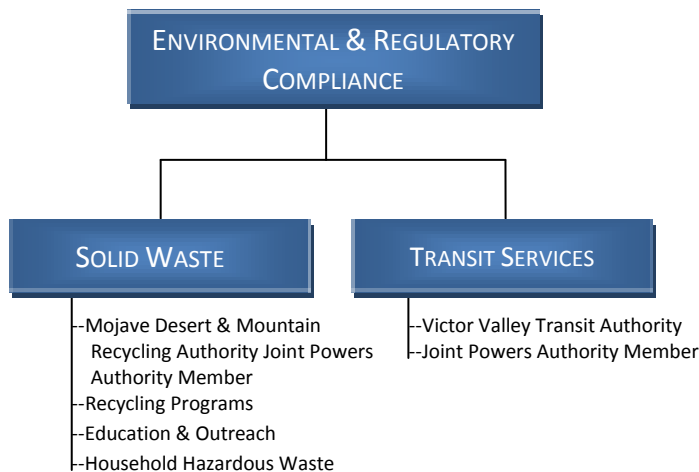 ENVIRONMENTAL & REGULATORY
COMPLIANCE
SOLID WASTE
--Mojave Desert & Mountain
Recycling Authority Joint Powers
Authority Member
--Recycling Programs
--Education & Outreach
--Household Hazardous Waste
TRANSIT SERVICES
--Victor Valley Transit Authority
--Joint Powers Authority Member